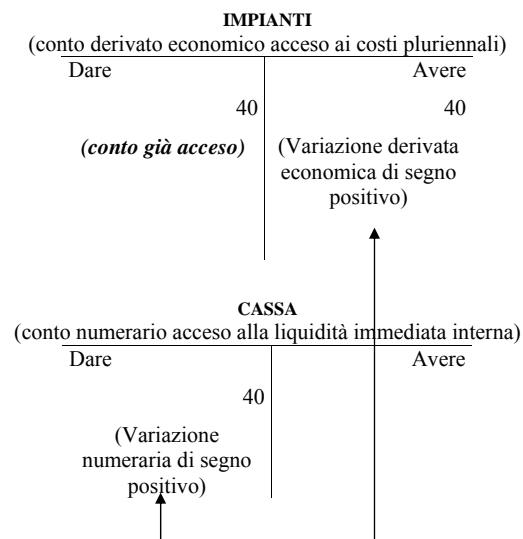 IMPIANTI
(conto derivato economico acceso ai costi pluriennali)
Dare Avere
40 40
(conto già acceso) (Variazione derivata
economica di segno
positivo)
CASSA
(conto numerario acceso alla liquidità immediata interna)
Dare Avere
40
(Variazione
numeraria di segno
positivo)